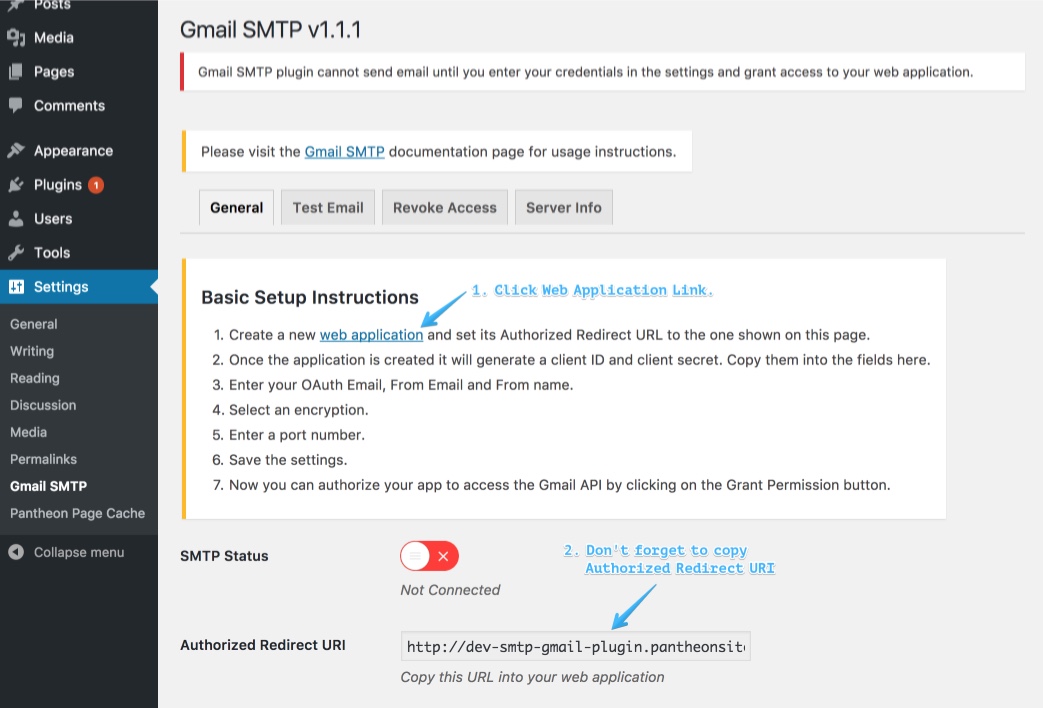 Posts
Media
Pages
Comments
Appearance
Plugins 1
Users
Tools
Settings
General
Writing
Reading
Discussion
Media
Permalinks
Gmail SMTP
Pantheon Page Cache
Collapse menu
Gmail SMTP v1.1.1
Gmail SMTP plugin cannot send email until you enter your credentials in the settings and grant access to your web application.
Please visit the Gmail SMTP documentation page for usage instructions.
General Test Email Revoke Access Server Info
Basic Setup Instructions
1. Click Web Application Link.
1. Create a new web application and set its Authorized Redirect URL to the one shown on this page.
2. Once the application is created it will generate a client ID and client secret. Copy them into the fields here.
3. Enter your OAuth Email, From Email and From name.
4. Select an encryption.
5. Enter a port number.
6. Save the settings.
7. Now you can authorize your app to access the Gmail API by clicking on the Grant Permission button.
SMTP Status
Not Connected
2. Don't forget to copy
Authorized Redirect URI
Authorized Redirect URI
http://dev-smtp-gmail-plugin.pantheonsit
Copy this URL into your web application